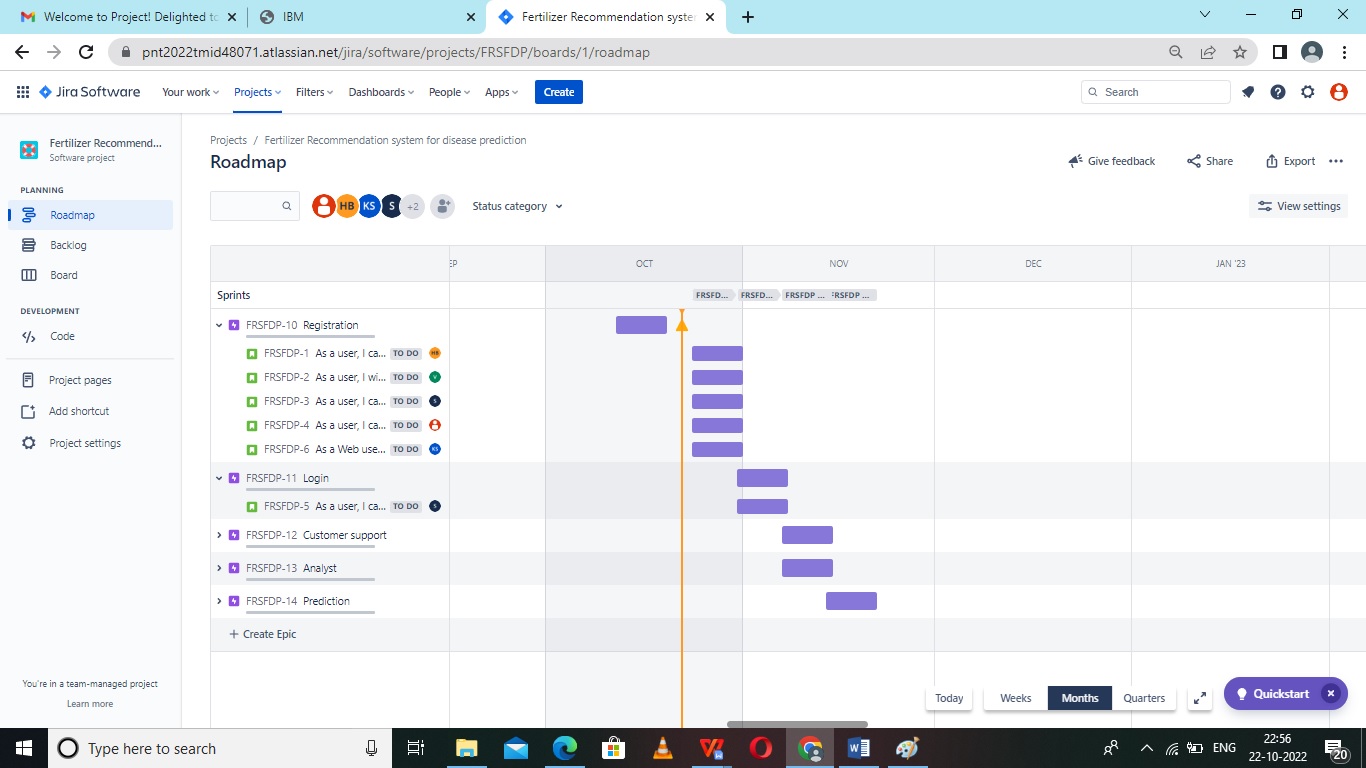 Welcome to Project! Delighted to
IBM
Fertilizer Recommendation syste
pnt2022tmid48071.atlassian.net/jira/software/projects/FRSFDP/boards/1/roadmap
Jira Software
Your work
Projects
Filters
Dashboards
People
Apps
Create
Search
Fertilizer Recommend...
Software project
Projects / Fertilizer Recommendation system for disease prediction
Roadmap
Give feedback
Share
Export
HB
KS
S
+2
Status category
View settings
PLANNING
Roadmap
Backlog
Board
DEVELOPMENT
Code
Project pages
Add shortcut
Project settings
You're in a team-managed project
Learn more
EP
OCT
NOV
DEC
JAN '23
Sprints
FRSFD...
FRSFD...
FRSFDP ...
FRSFDP ...
FRSFDP-10 Registration
FRSFDP-1 As a user, I ca... TO DO HB
FRSFDP-2 As a user, I wi... TO DO V
FRSFDP-3 As a user, I ca... TO DO S
FRSFDP-4 As a user, I ca... TO DO
FRSFDP-6 As a Web use... TO DO KS
FRSFDP-11 Login
FRSFDP-5 As a user, I ca... TO DO S
FRSFDP-12 Customer support
FRSFDP-13 Analyst
FRSFDP-14 Prediction
+ Create Epic
Today
Weeks
Months
Quarters
Quickstart
Type here to search
ENG
22:56
22-10-2022
20